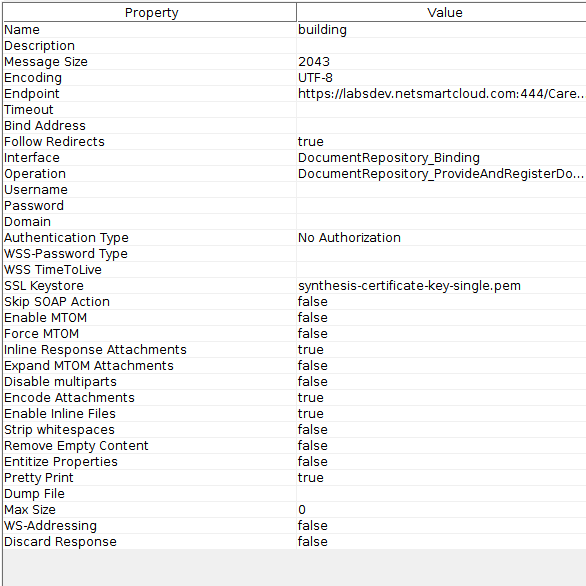 Property Value
Name building
Description
Message Size 2043
Encoding UTF-8
Endpoint https://labsdev.netsmartcloud.com:444/Care...
Timeout
Bind Address
Follow Redirects true
Interface DocumentRepository_Binding
Operation DocumentRepository_ProvideAndRegisterDo...
Username
Password
Domain
Authentication Type No Authorization
WSS-Password Type
WSS TimeToLive
SSL Keystore synthesis-certificate-key-single.pem
Skip SOAP Action false
Enable MTOM false
Force MTOM false
Inline Response Attachments true
Expand MTOM Attachments false
Disable multiparts false
Encode Attachments true
Enable Inline Files true
Strip whitespaces false
Remove Empty Content false
Entitize Properties false
Pretty Print true
Dump File
Max Size 0
WS-Addressing false
Discard Response false